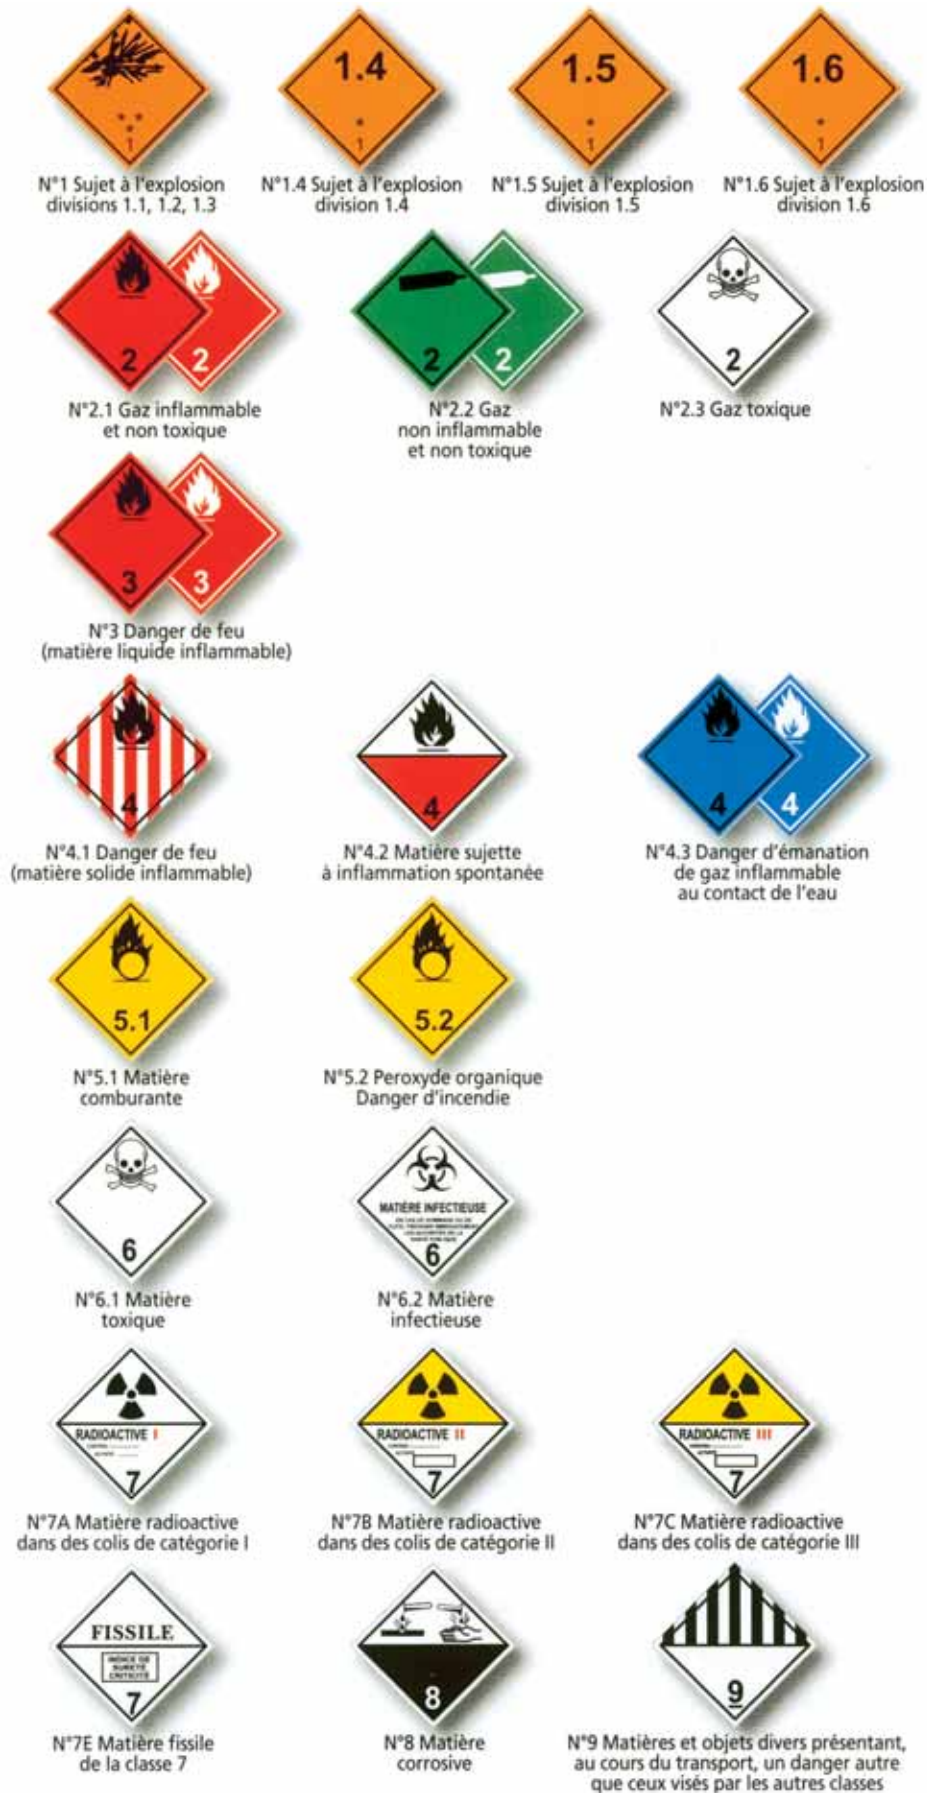 1
1.4
1
1.5
1
1.6
1
N°1 Sujet à l'explosion
divisions 1.1, 1.2, 1.3
N°1.4 Sujet à l'explosion
division 1.4
N°1.5 Sujet à l'explosion
division 1.5
N°1.6 Sujet à l'explosion
division 1.6
2
2
2
2
2
N°2.1 Gaz inflammable
et non toxique
N°2.2 Gaz
non inflammable
et non toxique
N°2.3 Gaz toxique
3
3
N°3 Danger de feu
(matière liquide inflammable)
4
4
4
4
N°4.1 Danger de feu
(matière solide inflammable)
N°4.2 Matière sujette
à inflammation spontanée
N°4.3 Danger d'émanation
de gaz inflammable
au contact de l'eau
5.1
5.2
N°5.1 Matière
comburante
N°5.2 Peroxyde organique
Danger d'incendie
6
MATIÈRE INFECTIEUSE
6
N°6.1 Matière
toxique
N°6.2 Matière
infectieuse
RADIOACTIVE I
7
RADIOACTIVE II
7
RADIOACTIVE III
7
N°7A Matière radioactive
dans des colis de catégorie I
N°7B Matière radioactive
dans des colis de catégorie II
N°7C Matière radioactive
dans des colis de catégorie III
FISSILE
INDICE DE
SURETÉ
CRITICITÉ
7
8
9
N°7E Matière fissile
de la classe 7
N°8 Matière
corrosive
N°9 Matières et objets divers présentant,
au cours du transport, un danger autre
que ceux visés par les autres classes